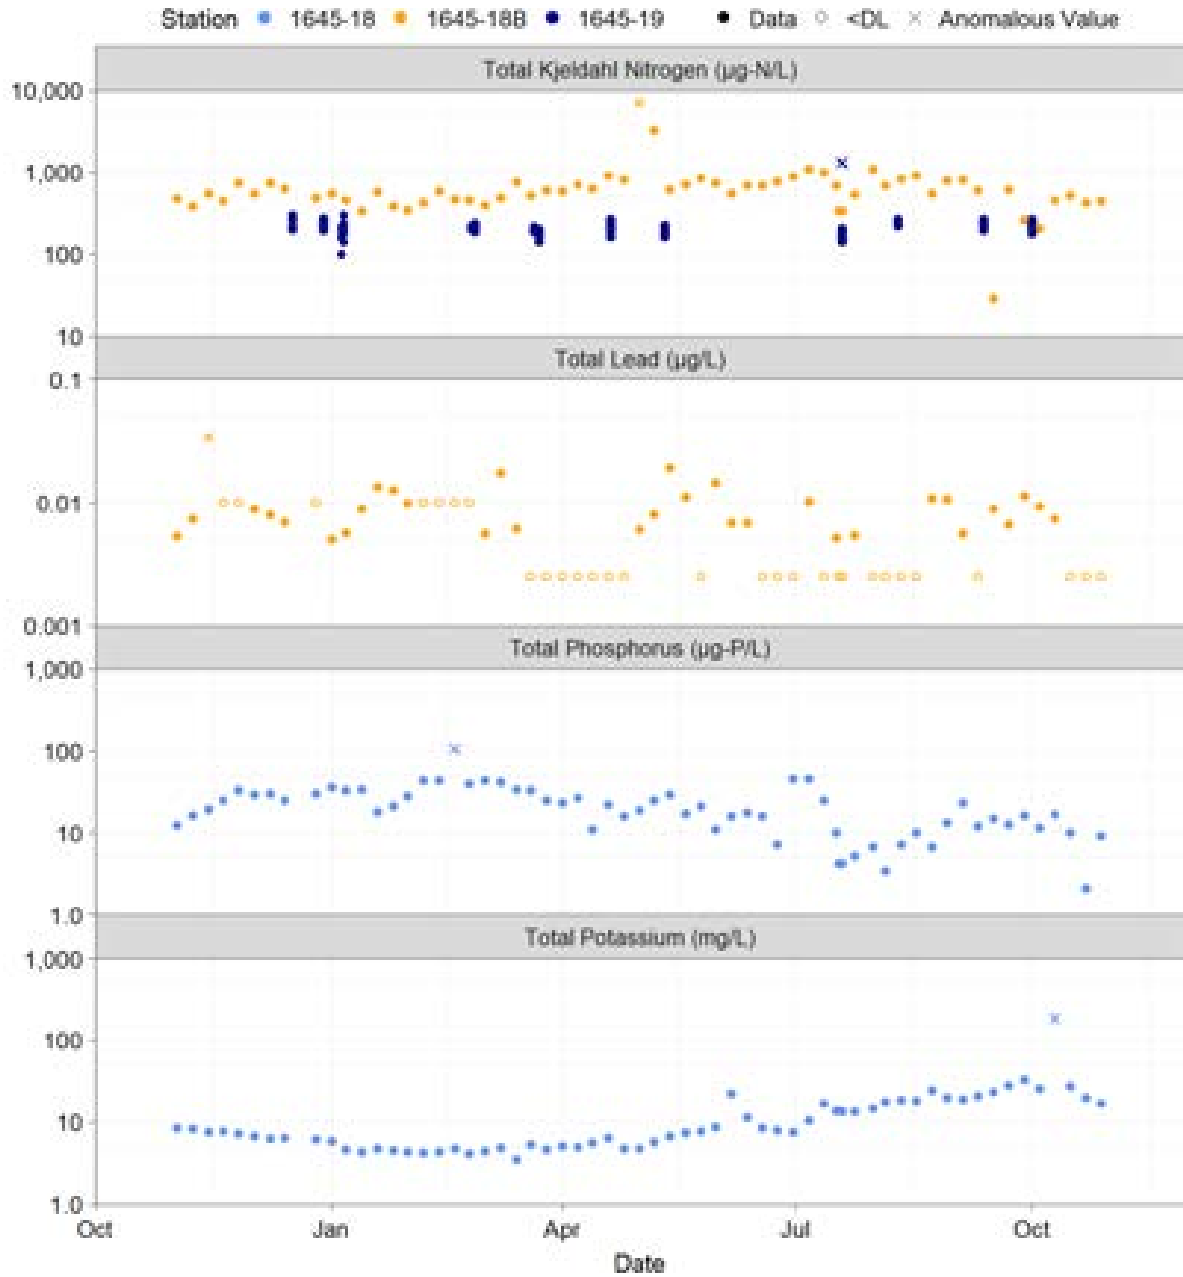 Station 1645-18 1645-18B 1645-19 Data <DL Anomalous Value
Total Kjeldahl Nitrogen (µg-N/L)
10,000
1,000
100
10
Total Lead (µg/L)
0.1
0.01
0.001
Total Phosphorus (µg-P/L)
1,000
100
10
1.0
Total Potassium (mg/L)
1,000
100
10
1.0
Oct Jan Apr Jul Oct
Date